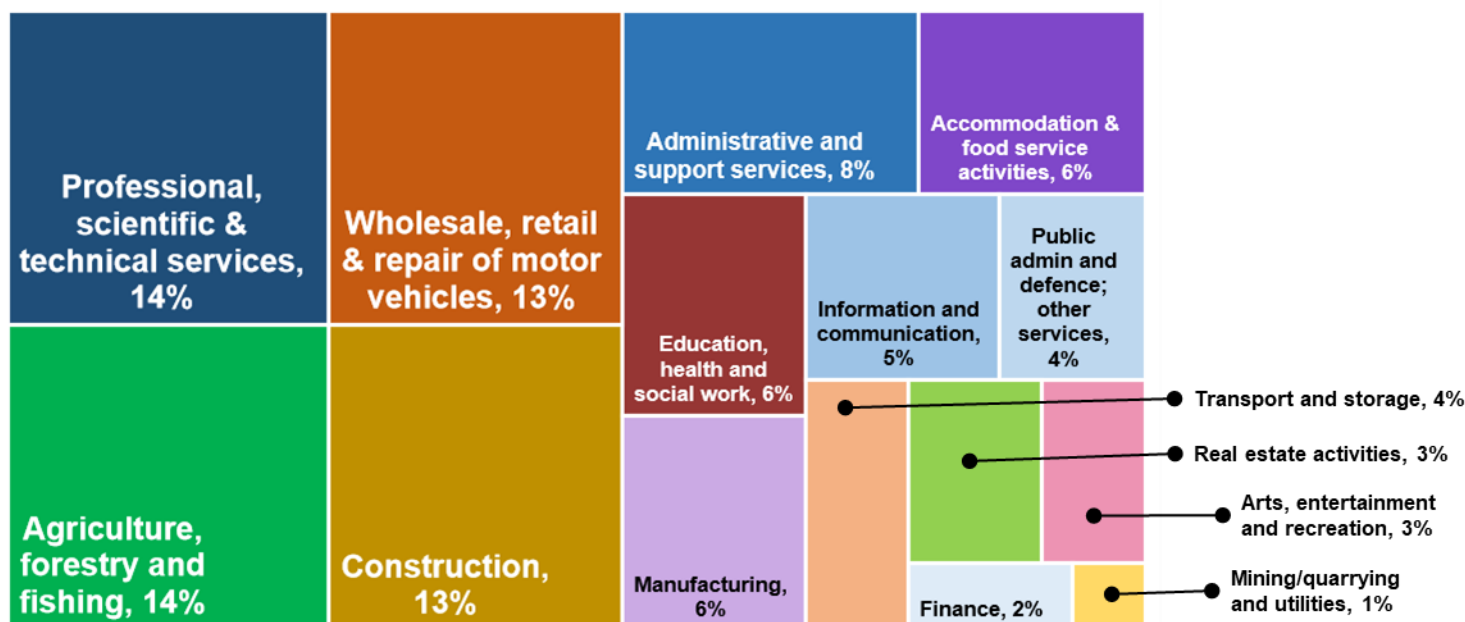 Professional,
scientific &
technical services,
14%
Wholesale, retail
& repair of motor
vehicles, 13%
Administrative and
support services, 8%
Accommodation &
food service
activities, 6%
Education,
health and
social work, 6%
Information and
communication,
5%
Public
admin and
defence;
other
services,
4%
Agriculture,
forestry and
fishing, 14%
Construction,
13%
Manufacturing,
6%
Transport and storage, 4%
Real estate activities, 3%
Arts, entertainment
and recreation, 3%
Finance, 2%
Mining/quarrying
and utilities, 1%